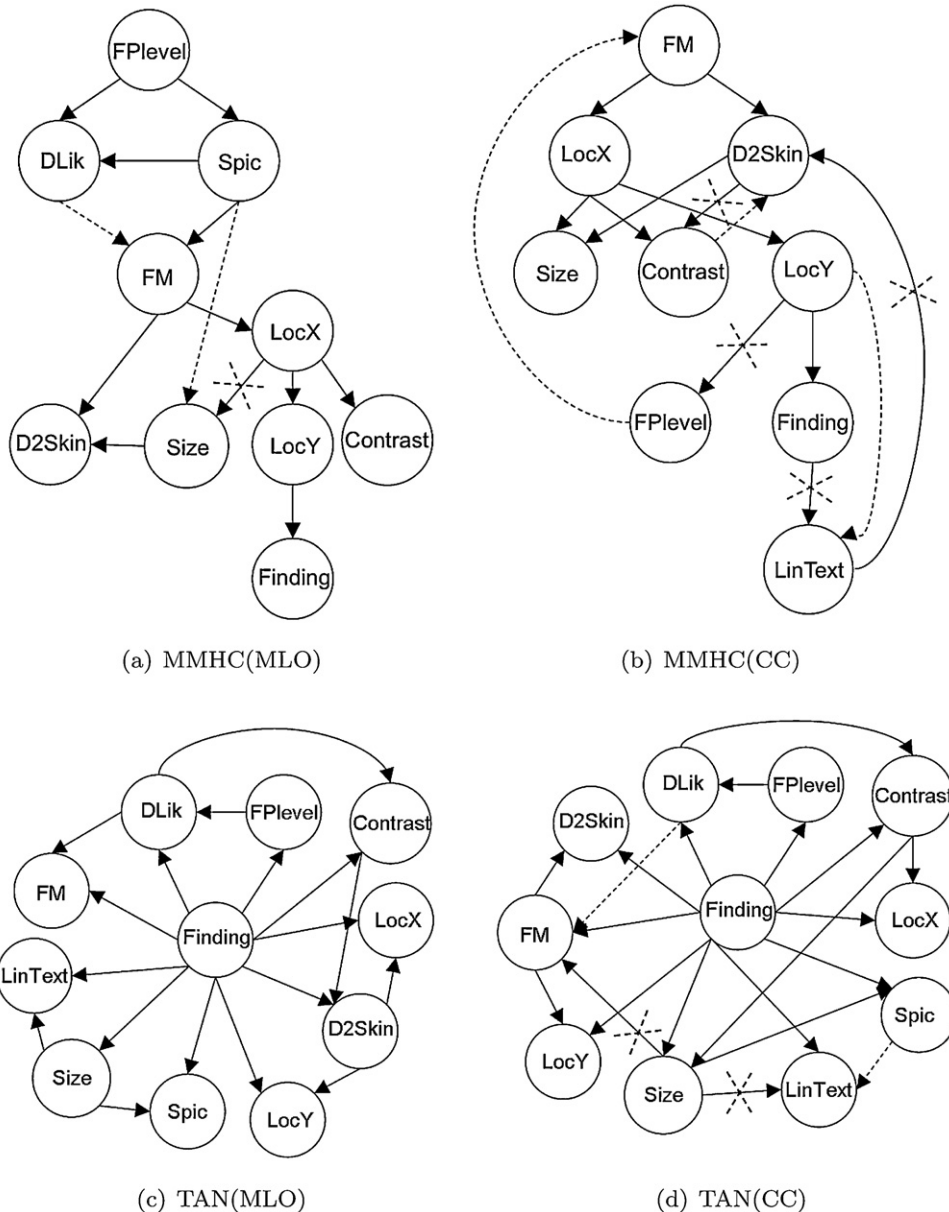 FPlevel
FM
DLik
Spic
LocX
D2Skin
FM
Size
Contrast
LocY
LocX
D2Skin
Size
LocY
Contrast
FPlevel
Finding
Finding
LinText
(a) MMHC(MLO)
(b) MMHC(CC)
DLik
FPlevel
Contrast
FM
LocX
Finding
LinText
D2Skin
Size
Spic
LocY
DLik
FPlevel
Contrast
D2Skin
Finding
LocX
FM
Spic
LocY
Size
LinText
(c) TAN(MLO)
(d) TAN(CC)